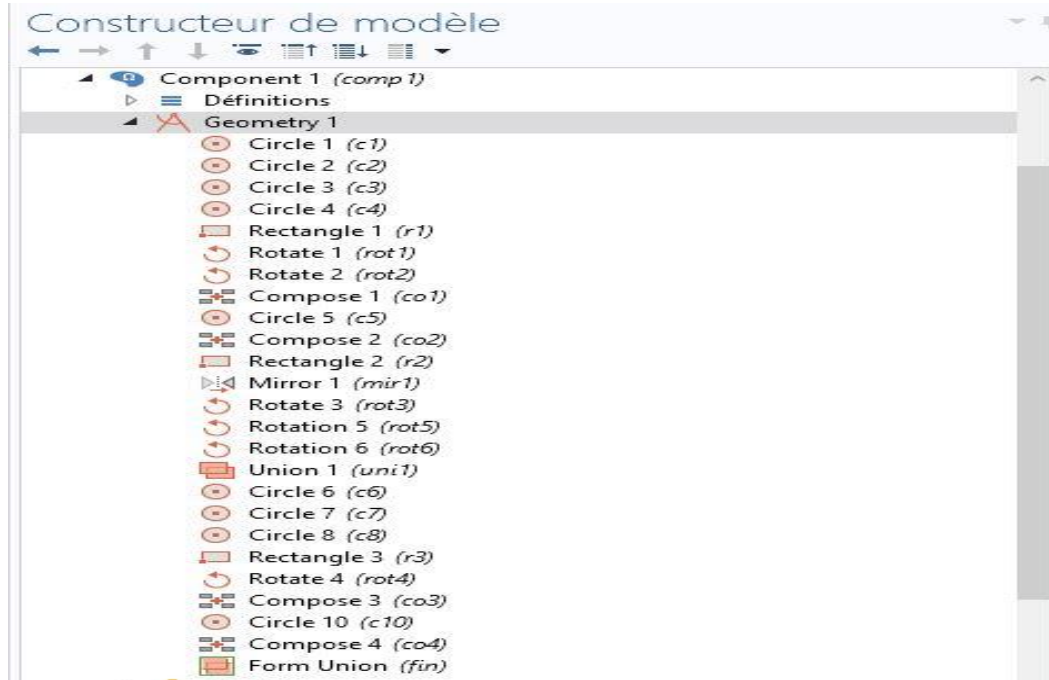 Constructeur de modèle
Component 1 (comp1)
Définitions
Geometry 1
Circle 1 (c1)
Circle 2 (c2)
Circle 3 (c3)
Circle 4 (c4)
Rectangle 1 (r1)
Rotate 1 (rot1)
Rotate 2 (rot2)
Compose 1 (co1)
Circle 5 (c5)
Compose 2 (co2)
Rectangle 2 (r2)
Mirror 1 (mir1)
Rotate 3 (rot3)
Rotation 5 (rot5)
Rotation 6 (rot6)
Union 1 (uni1)
Circle 6 (c6)
Circle 7 (c7)
Circle 8 (c8)
Rectangle 3 (r3)
Rotate 4 (rot4)
Compose 3 (co3)
Circle 10 (c10)
Compose 4 (co4)
Form Union (fin)